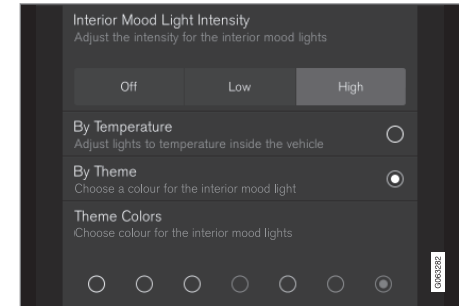 Interior Mood Light Intensity
Adjust the intensity for the interior mood lights
Off Low High
By Temperature
Adjust lights to temperature inside the vehicle
By Theme
Choose a colour for the interior mood light
Theme Colors
Choose colour for the interior mood lights
G063282